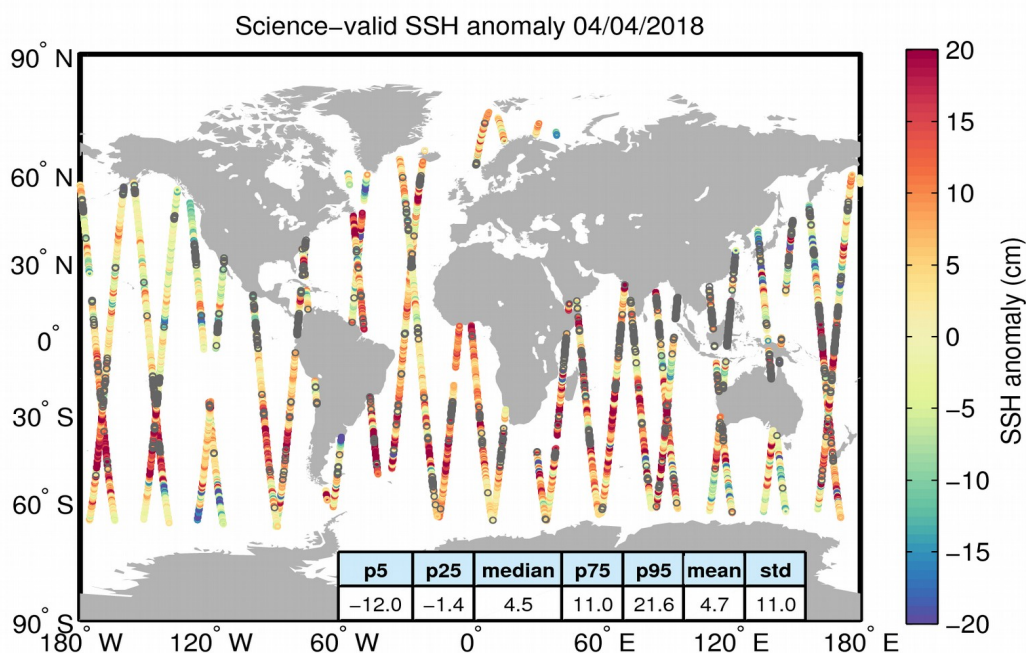 Science−valid SSH anomaly 04/04/2018
90° N
60° N
30° N
0°
30° S
60° S
90° S
180° W
120° W
60° W
0°
60° E
120° E
180° E
p5 p25 median p75 p95 mean std
−12.0 −1.4 4.5 11.0 21.6 4.7 11.0
20
15
10
5
0
−5
−10
−15
−20
SSH anomaly (cm)